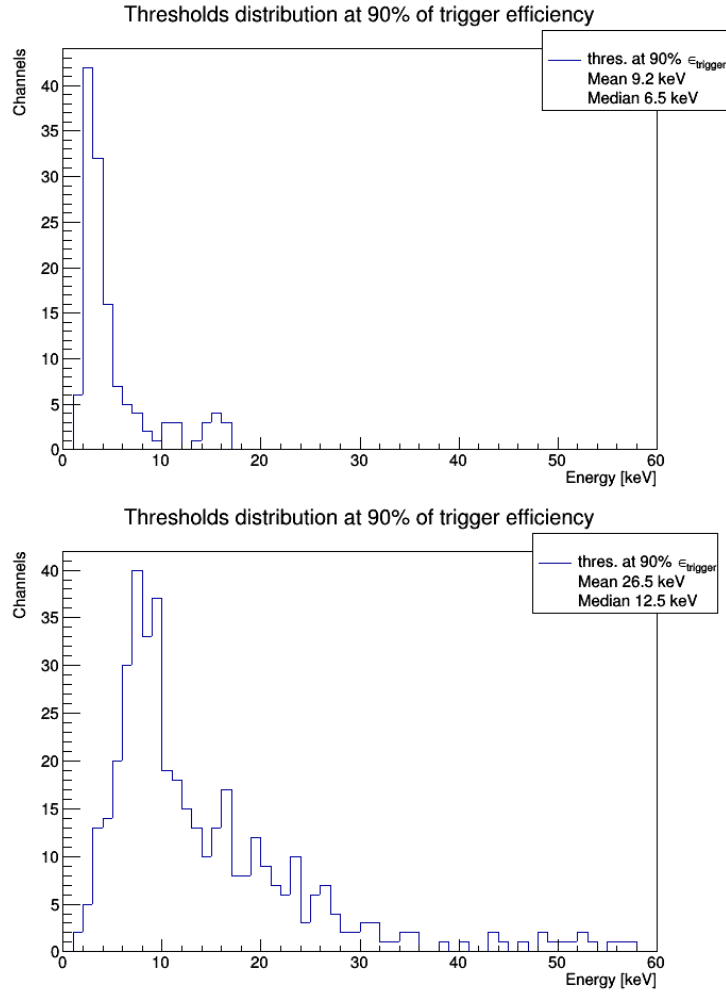 Thresholds distribution at 90% of trigger efficiency
thres. at 90% ϵtrigger
Mean 9.2 keV
Median 6.5 keV
Channels
40
35
30
25
20
15
10
5
0
0 10 20 30 40 50 60
Energy [keV]
Thresholds distribution at 90% of trigger efficiency
thres. at 90% ϵtrigger
Mean 26.5 keV
Median 12.5 keV
Channels
40
35
30
25
20
15
10
5
0
0 10 20 30 40 50 60
Energy [keV]